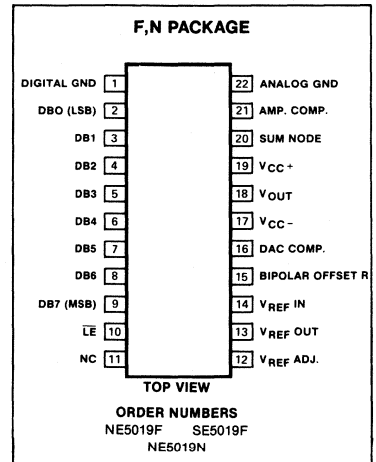 F,N PACKAGE
DIGITAL GND 1 22 ANALOG GND
DB0 (LSB) 2 21 AMP. COMP.
DB1 3 20 SUM NODE
DB2 4 19 VCC+
DB3 5 18 VOUT
DB4 6 17 VCC−
DB5 7 16 DAC COMP.
DB6 8 15 BIPOLAR OFFSET R
DB7 (MSB) 9 14 VREF IN
L̅E̅ 10 13 VREF OUT
NC 11 12 VREF ADJ.
TOP VIEW
ORDER NUMBERS
NE5019F SE5019F
NE5019N